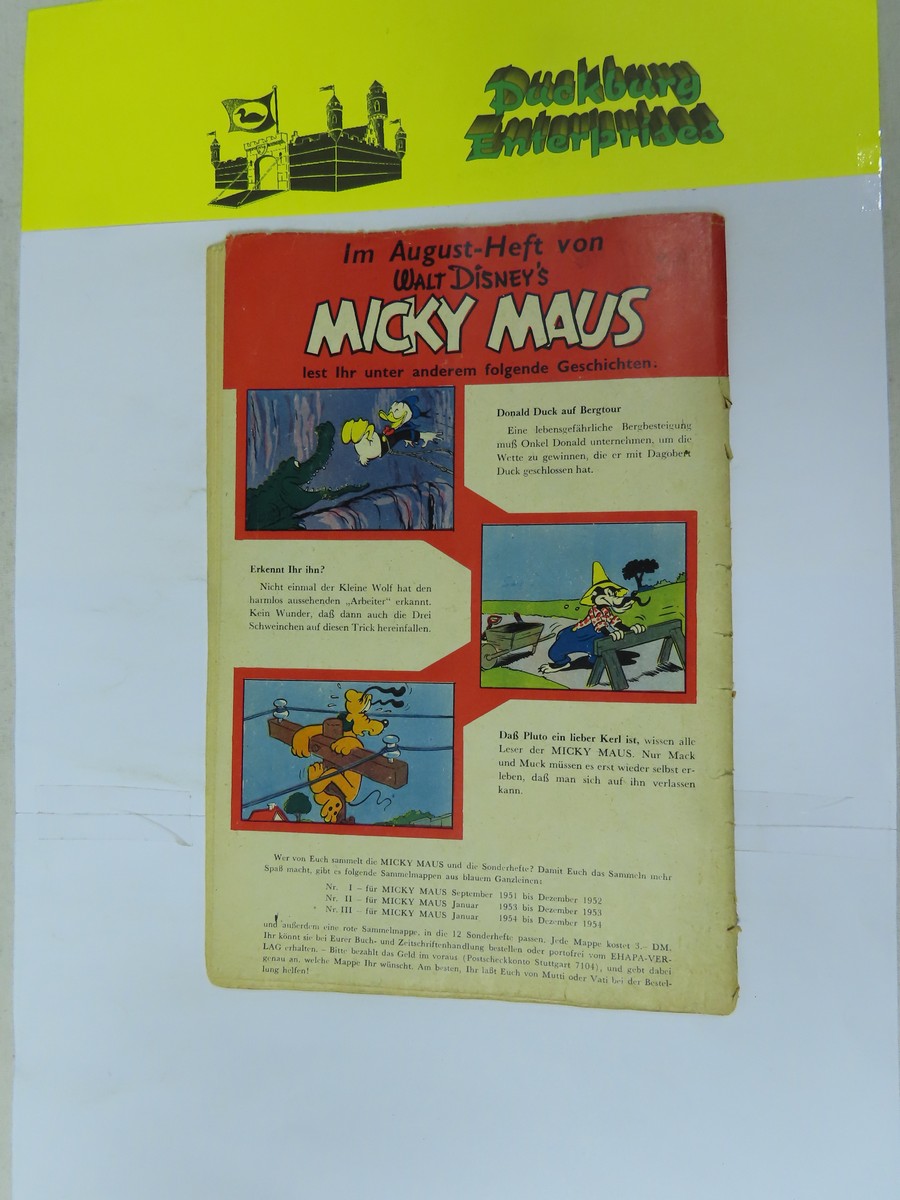 Duckburg
Enterprises
Im August-Heft von
WALT DISNEY'S
MICKY MAUS
lest Ihr unter anderem folgende Geschichten:
Donald Duck auf Bergtour
Eine lebensgefährliche Bergbesteigung
muß Onkel Donald unternehmen, um die
Wette zu gewinnen, die er mit Dagobert
Duck geschlossen hat.
Erkennt Ihr ihn?
Nicht einmal der Kleine Wolf hat den
harmlos aussehenden „Arbeiter“ erkannt.
Kein Wunder, daß dann auch die Drei
Schweinchen auf diesen Trick hereinfallen.
Daß Pluto ein lieber Kerl ist, wissen alle
Leser der MICKY MAUS. Nur Mack
und Muck müssen es erst wieder selbst er-
leben, daß man sich auf ihn verlassen
kann.
Wer von Euch sammelt die MICKY MAUS und die Sonderhefte? Damit Euch das Sammeln mehr
Spaß macht, gibt es folgende Sammelmappen aus blauem Ganzleinen:
Nr. I – für MICKY MAUS September 1951 bis Dezember 1952
Nr. II – für MICKY MAUS Januar 1953 bis Dezember 1953
Nr. III – für MICKY MAUS Januar 1954 bis Dezember 1954
und außerdem eine rote Sammelmappe, in die 12 Sonderhefte passen. Jede Mappe kostet 3.– DM.
Ihr könnt sie bei Eurer Buch- und Zeitschriftenhandlung bestellen oder portofrei vom EHAPA-VER-
LAG erhalten. – Bitte bezahlt das Geld im voraus (Postscheckkonto Stuttgart 7104), und gebt dabei
genau an, welche Mappe Ihr wünscht. Am besten, Ihr laßt Euch von Mutti oder Vati bei der Bestel-
lung helfen!